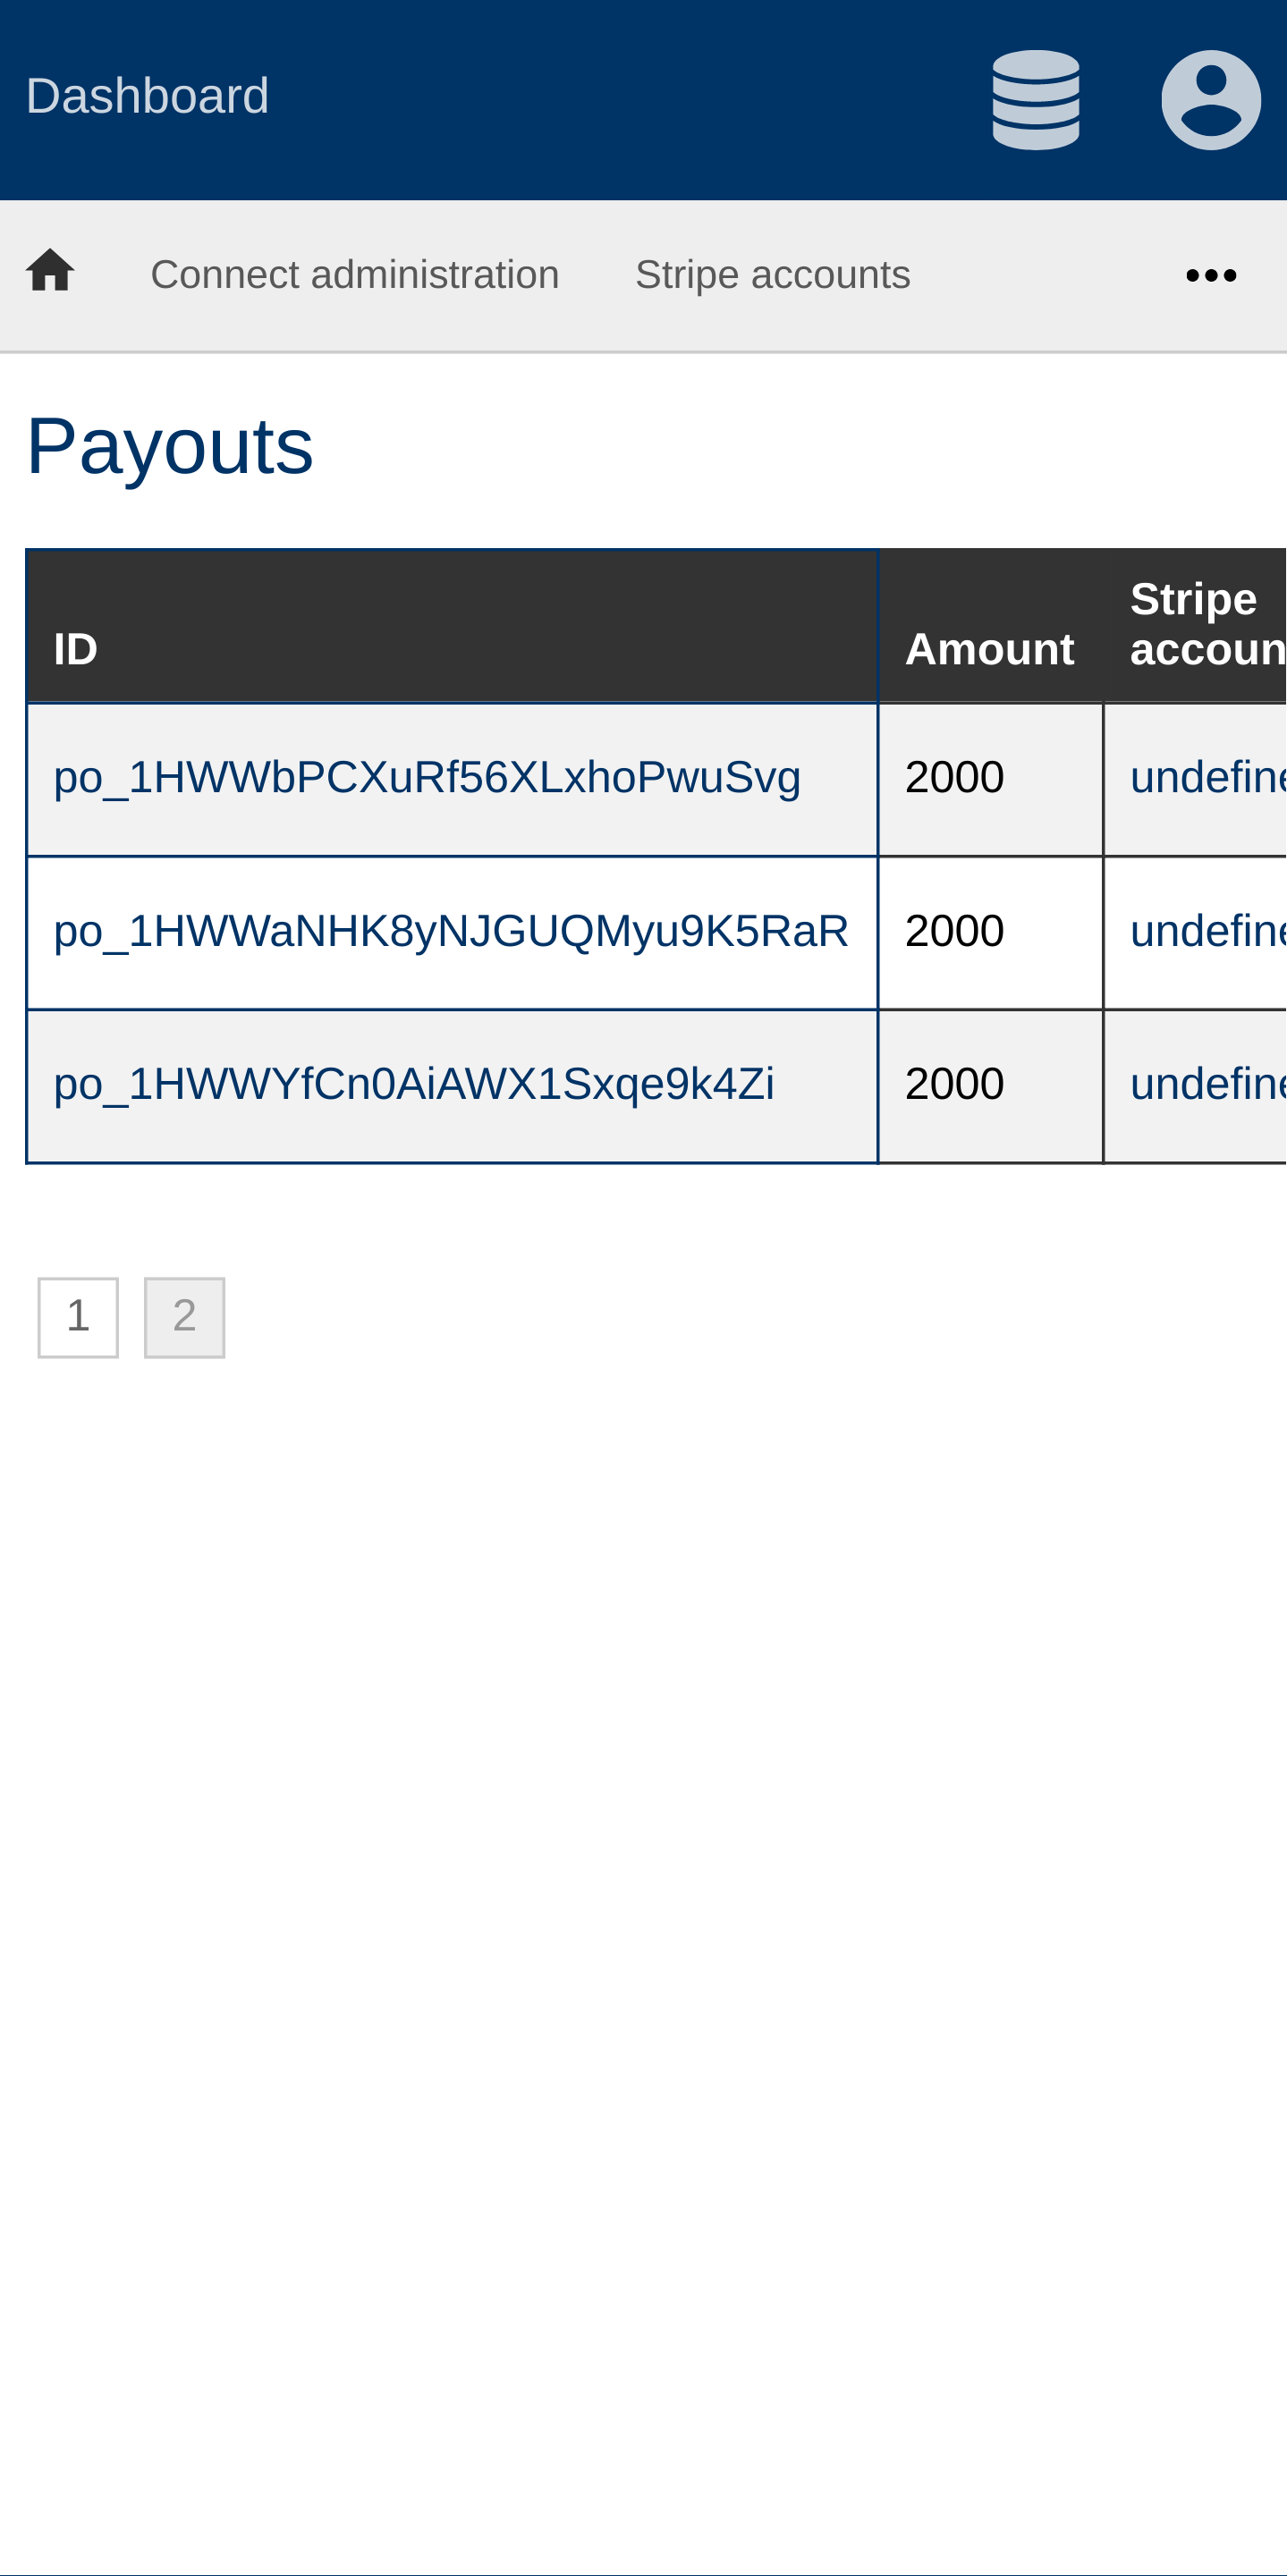 Dashboard
Connect administration Stripe accounts
Payouts
ID Amount Stripe accoun
po_1HWWbPCXuRf56XLxhoPwuSvg 2000 undefine
po_1HWWaNHK8yNJGUQMyu9K5RaR 2000 undefine
po_1HWWYfCn0AiAWX1Sxqe9k4Zi 2000 undefine
1 2